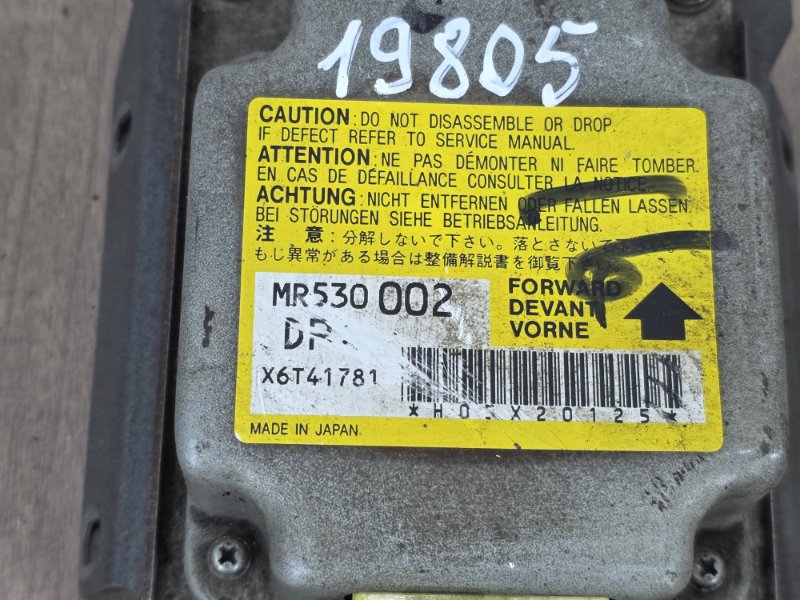 19805
CAUTION:DO NOT DISASSEMBLE OR DROP.
IF DEFECT REFER TO SERVICE MANUAL.
ATTENTION:NE PAS DÉMONTER NI FAIRE TOMBER.
EN CAS DE DÉFAILLANCE CONSULTER LA NOTICE.
ACHTUNG:NICHT ENTFERNEN ODER FALLEN LASSEN.
BEI STÖRUNGEN SIEHE BETRIEBSANLEITUNG.
注 意:分解しないで下さい。落とさないで
もし異常がある場合は整備解説書を御覧下さい。
MR530 002
FORWARD
DEVANT
VORNE
X6T41781
MADE IN JAPAN